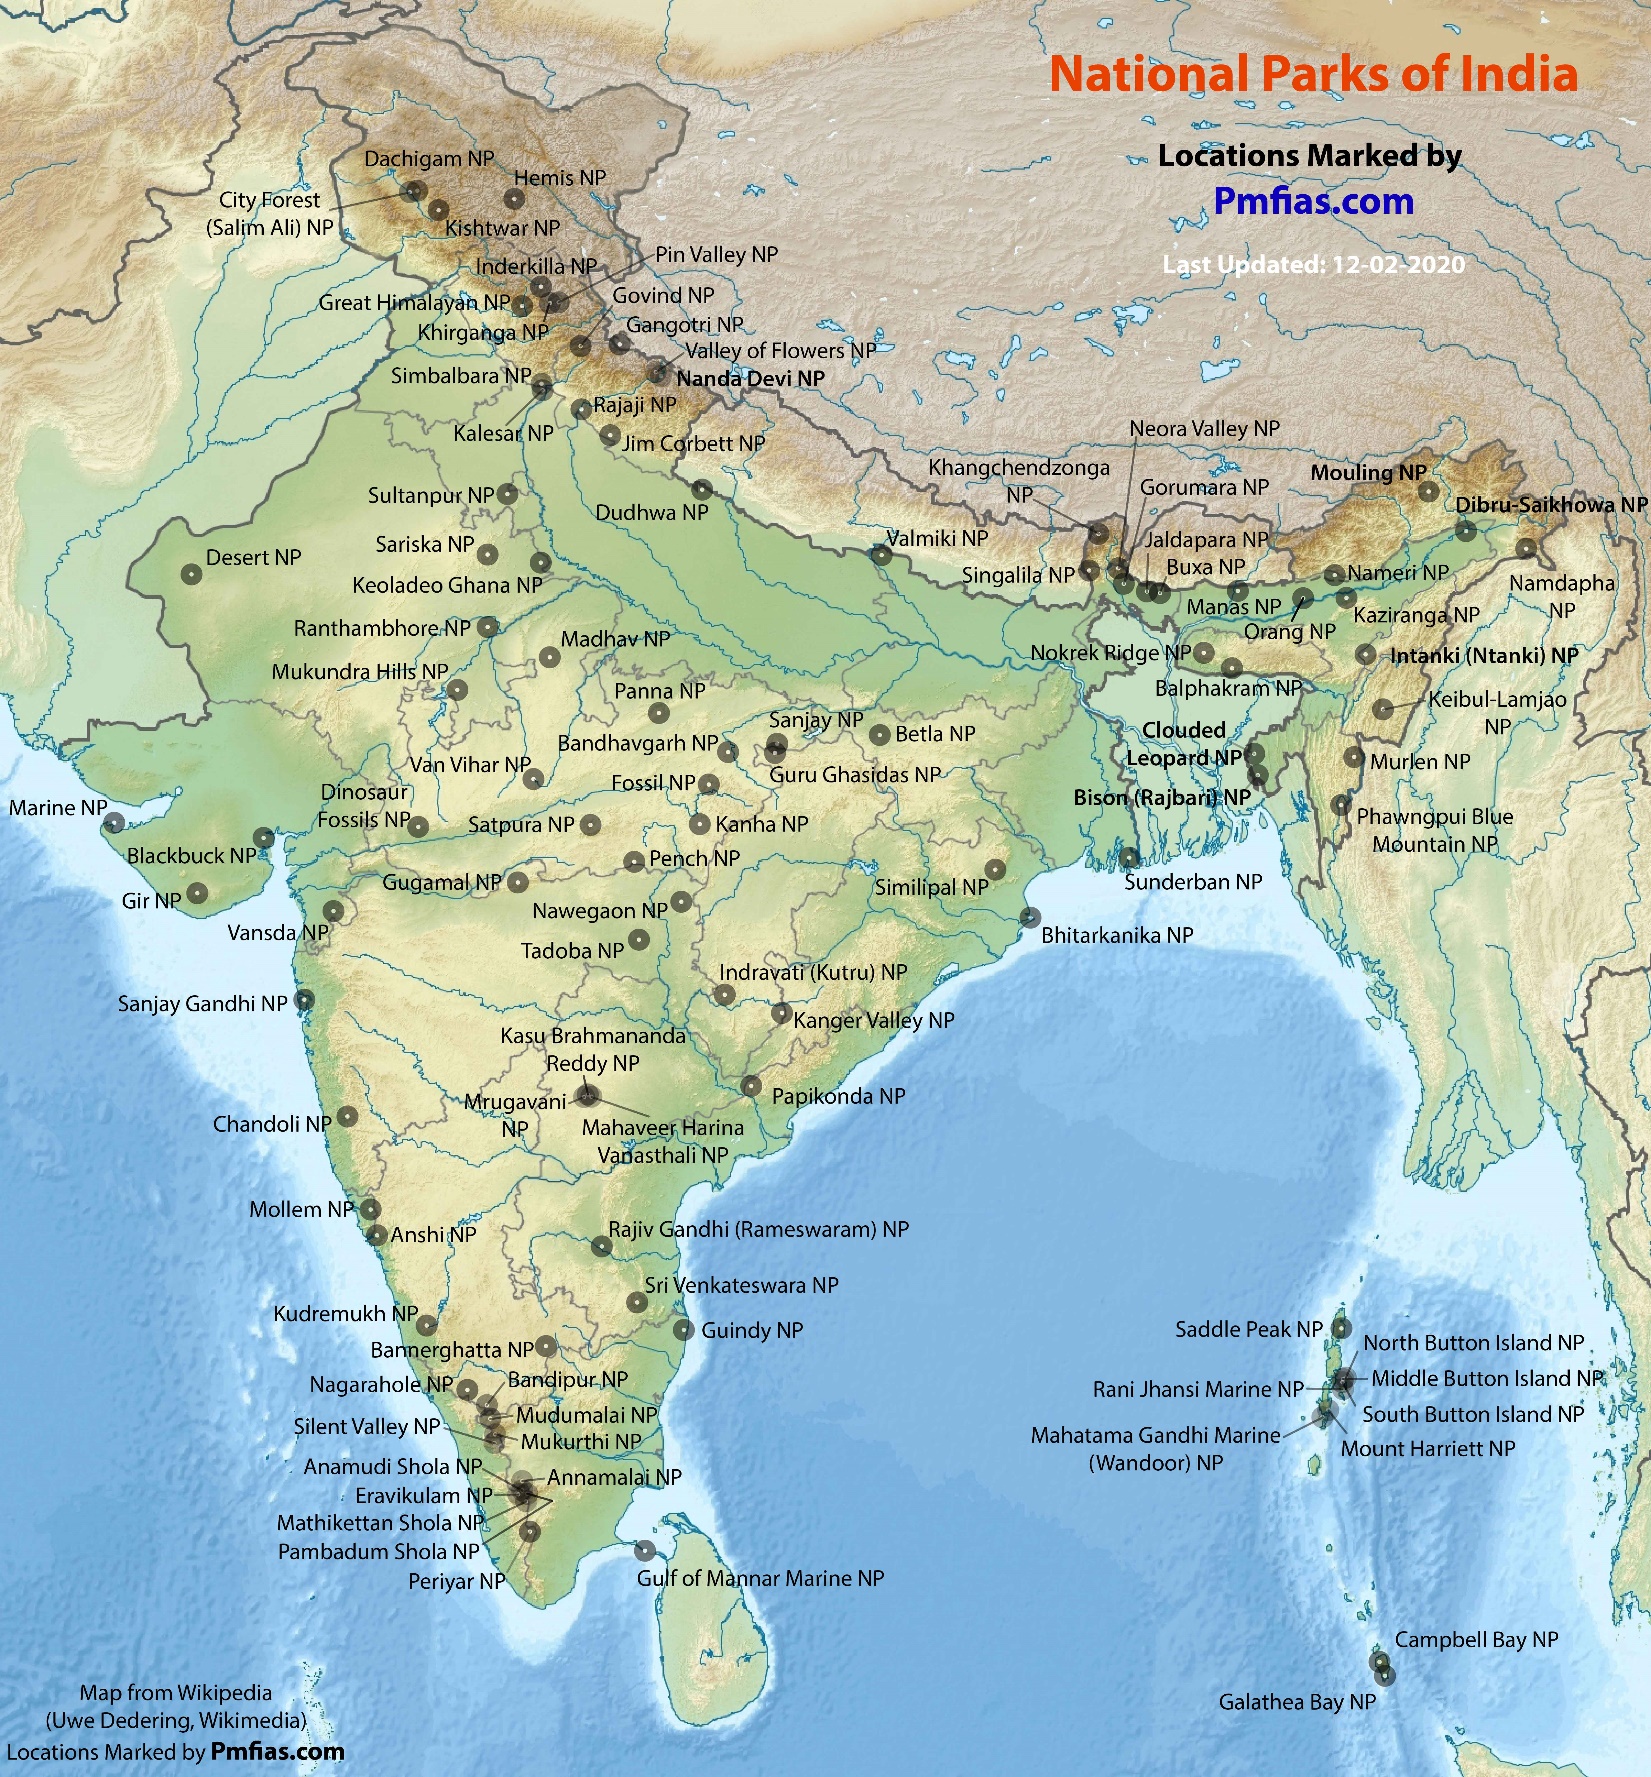 National Parks of India
Locations Marked by
Pmfias.com
Last Updated: 12-02-2020
Dachigam NP
Hemis NP
City Forest
(Salim Ali) NP
Kishtwar NP
Pin Valley NP
Inderkilla NP
Great Himalayan NP
Govind NP
Khirganga NP
Gangotri NP
Valley of Flowers NP
Simbalbara NP
Nanda Devi NP
Rajaji NP
Kalesar NP
Jim Corbett NP
Neora Valley NP
Khangchendzonga
NP
Gorumara NP
Mouling NP
Sultanpur NP
Dudhwa NP
Dibru-Saikhowa NP
Sariska NP
Desert NP
Valmiki NP
Jaldapara NP
Buxa NP
Singalila NP
Nameri NP
Namdapha
NP
Keoladeo Ghana NP
Manas NP
Kaziranga NP
Orang NP
Ranthambhore NP
Madhav NP
Nokrek Ridge NP
Intanki (Ntanki) NP
Mukundra Hills NP
Panna NP
Balphakram NP
Keibul-Lamjao
NP
Sanjay NP
Betla NP
Clouded
Leopard NP
Bandhavgarh NP
Van Vihar NP
Guru Ghasidas NP
Murlen NP
Fossil NP
Dinosaur
Fossils NP
Bison (Rajbari) NP
Marine NP
Satpura NP
Kanha NP
Phawngpui Blue
Mountain NP
Blackbuck NP
Pench NP
Gugamal NP
Similipal NP
Sunderban NP
Gir NP
Nawegaon NP
Vansda NP
Tadoba NP
Bhitarkanika NP
Indravati (Kutru) NP
Sanjay Gandhi NP
Kanger Valley NP
Kasu Brahmananda
Reddy NP
Mrugavani
NP
Papikonda NP
Chandoli NP
Mahaveer Harina
Vanasthali NP
Mollem NP
Anshi NP
Rajiv Gandhi (Rameswaram) NP
Sri Venkateswara NP
Kudremukh NP
Guindy NP
Saddle Peak NP
North Button Island NP
Bannerghatta NP
Nagarahole NP
Bandipur NP
Rani Jhansi Marine NP
Middle Button Island NP
Mudumalai NP
South Button Island NP
Silent Valley NP
Mukurthi NP
Mahatama Gandhi Marine
(Wandoor) NP
Mount Harriett NP
Anamudi Shola NP
Annamalai NP
Eravikulam NP
Mathikettan Shola NP
Pambadum Shola NP
Periyar NP
Gulf of Mannar Marine NP
Campbell Bay NP
Galathea Bay NP
Map from Wikipedia
(Uwe Dedering, Wikimedia)
Locations Marked by Pmfias.com